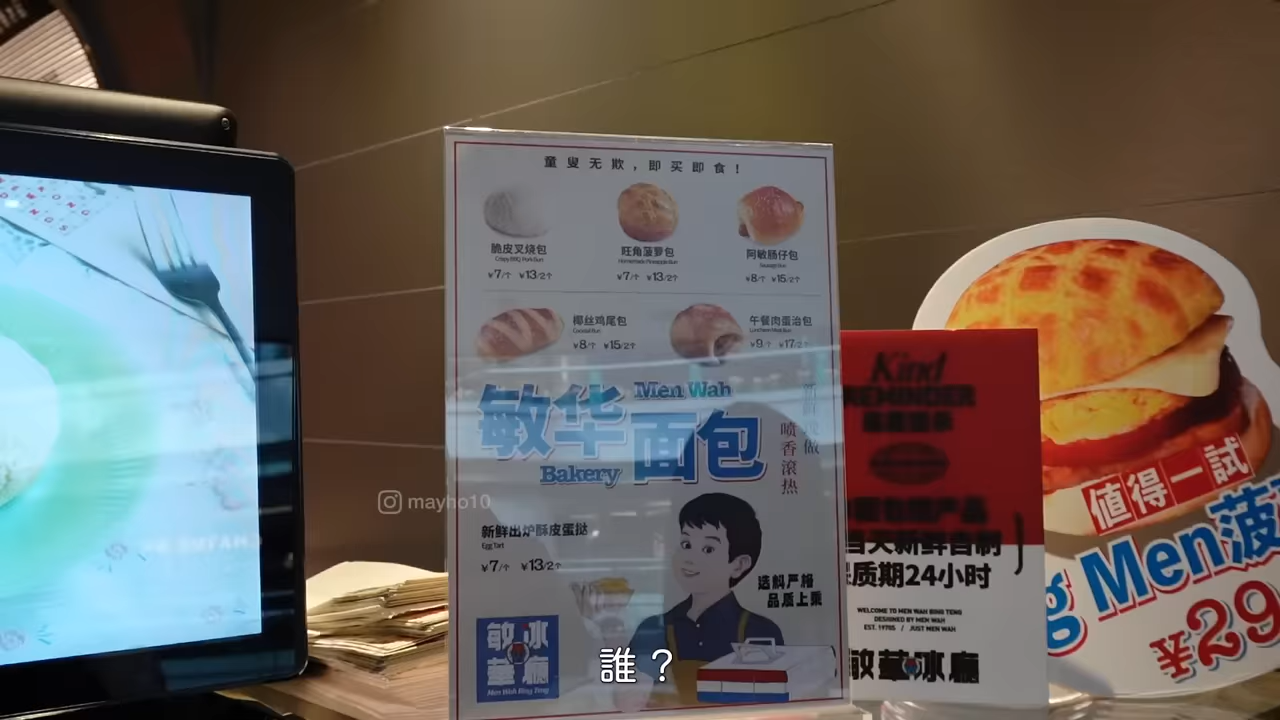 童叟无欺，即买即食！
脆皮叉烧包
Crispy BBQ Pork Bun
¥7/个 ¥13/2个
旺角菠萝包
Homemade Pineapple Bun
¥7/个 ¥13/2个
阿敏肠仔包
Sausage Bun
¥8/个 ¥15/2个
椰丝鸡尾包
Cocktail Bun
¥8/个 ¥15/2个
午餐肉蛋治包
Luncheon Meat Bun
¥9/个 ¥17/2个
敏华
Men Wah
面包
Bakery
喷香滚热
新鲜出炉酥皮蛋挞
Egg Tart
¥7/个 ¥13/2个
选料严格
品质上乘
敏冰
華廳
Men Wah Bing Teng
Kind
REMINDER
当天新鲜自制
质期24小时
WELCOME TO MEN WAH BING TENG
DESIGNED BY MEN WAH
EST. 1970S / JUST MEN WAH
敏華冰廳
值得一試
g Men菠
¥29
mayho10
誰？